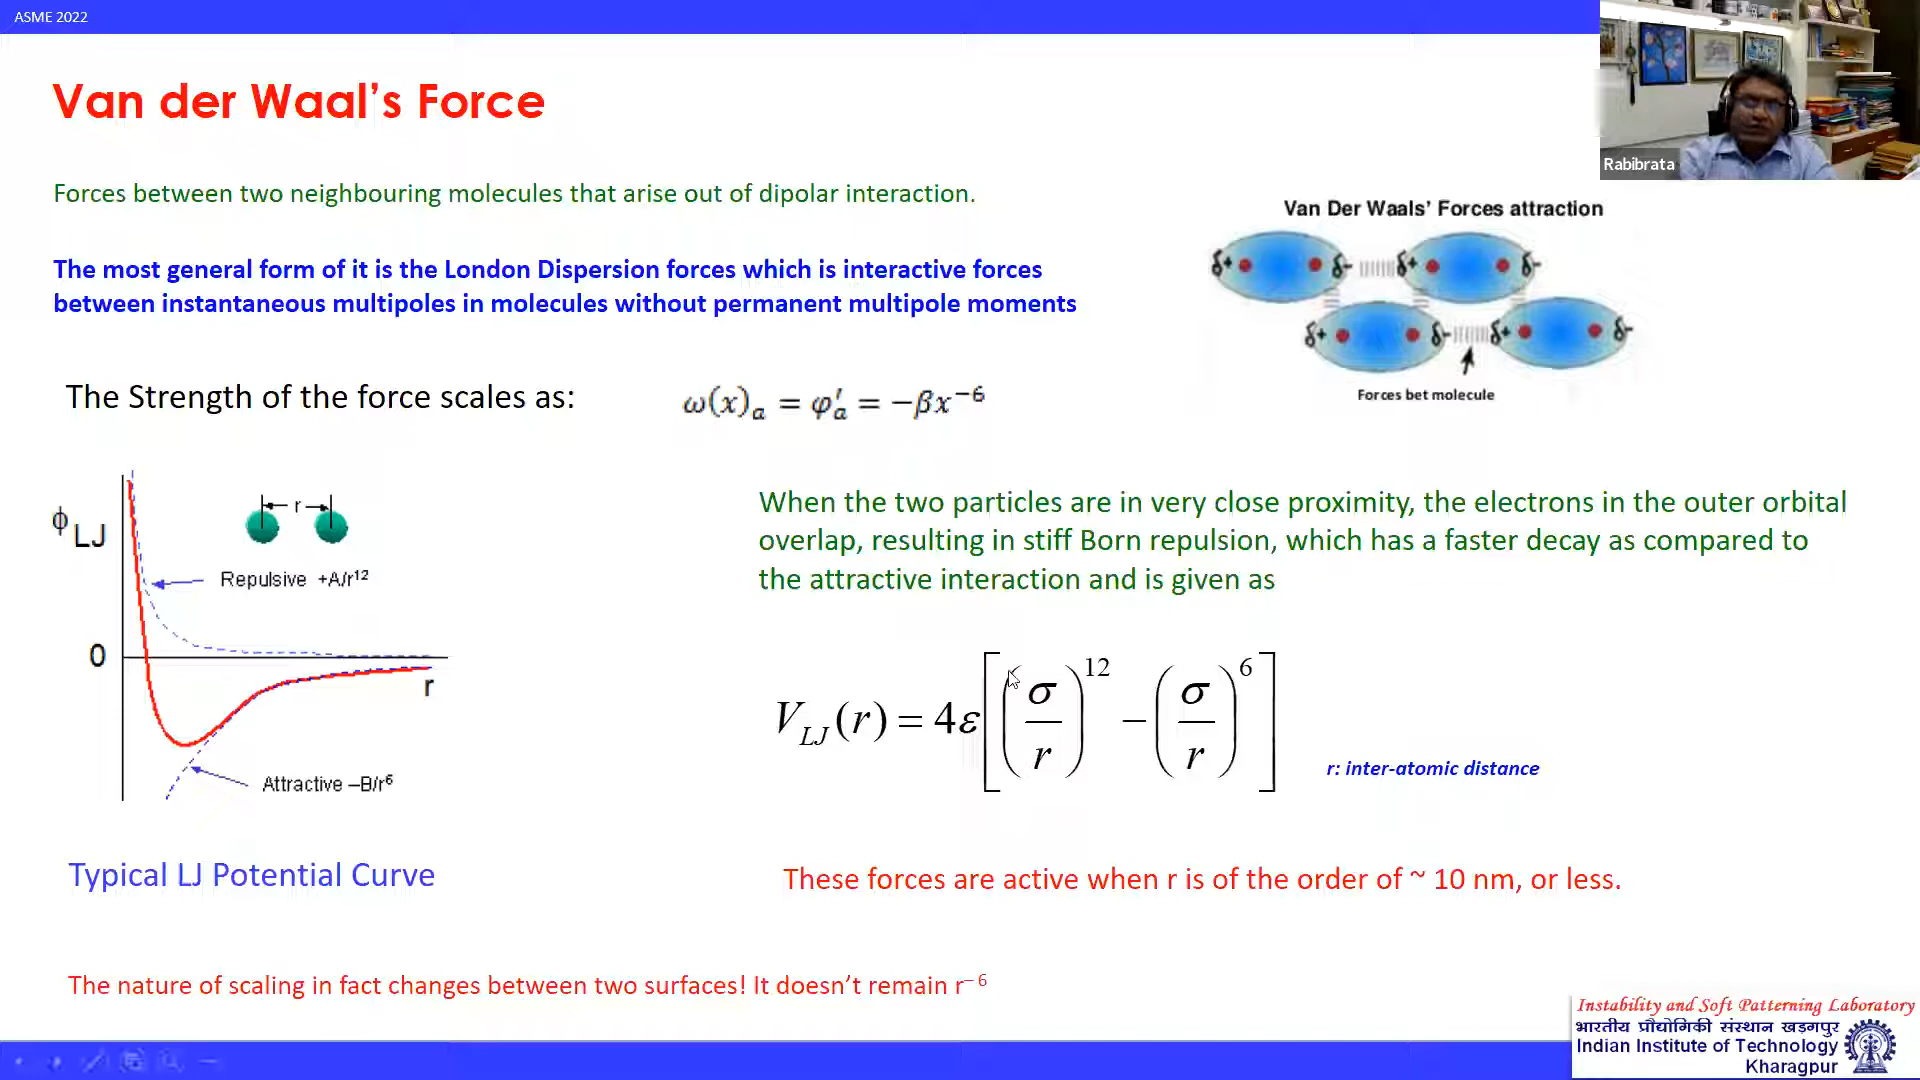 ASME 2022
Van der Waal's Force
Rabibrata
Forces between two neighbouring molecules that arise out of dipolar interaction.
Van Der Waals' Forces attraction
The most general form of it is the London Dispersion forces which is interactive forces
between instantaneous multipoles in molecules without permanent multipole moments
δ+ δ- δ+ δ-
δ+ δ- δ+ δ-
Forces bet molecule
The Strength of the force scales as:
ω(x)ₐ = φ′ₐ = −βx⁻⁶
ϕLJ
r
Repulsive +A/r¹²
0
r
Attractive –B/r⁶
When the two particles are in very close proximity, the electrons in the outer orbital
overlap, resulting in stiff Born repulsion, which has a faster decay as compared to
the attractive interaction and is given as
V_LJ(r) = 4ε[(σ/r)¹² − (σ/r)⁶]
r: inter-atomic distance
Typical LJ Potential Curve
These forces are active when r is of the order of ~ 10 nm, or less.
The nature of scaling in fact changes between two surfaces! It doesn't remain r⁻⁶
Instability and Soft Patterning Laboratory
भारतीय प्रौद्योगिकी संस्थान खड़गपुर
Indian Institute of Technology
Kharagpur